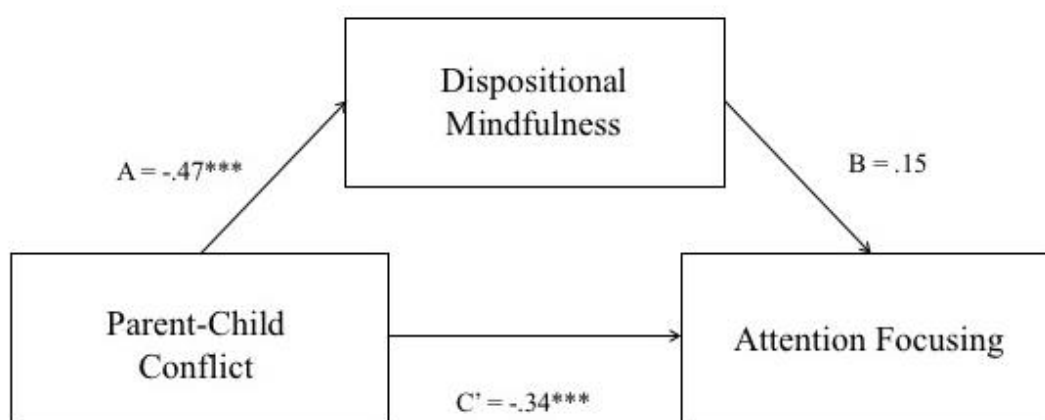 Dispositional
Mindfulness
A = -.47***
B = .15
Parent-Child
Conflict
Attention Focusing
C’ = -.34***